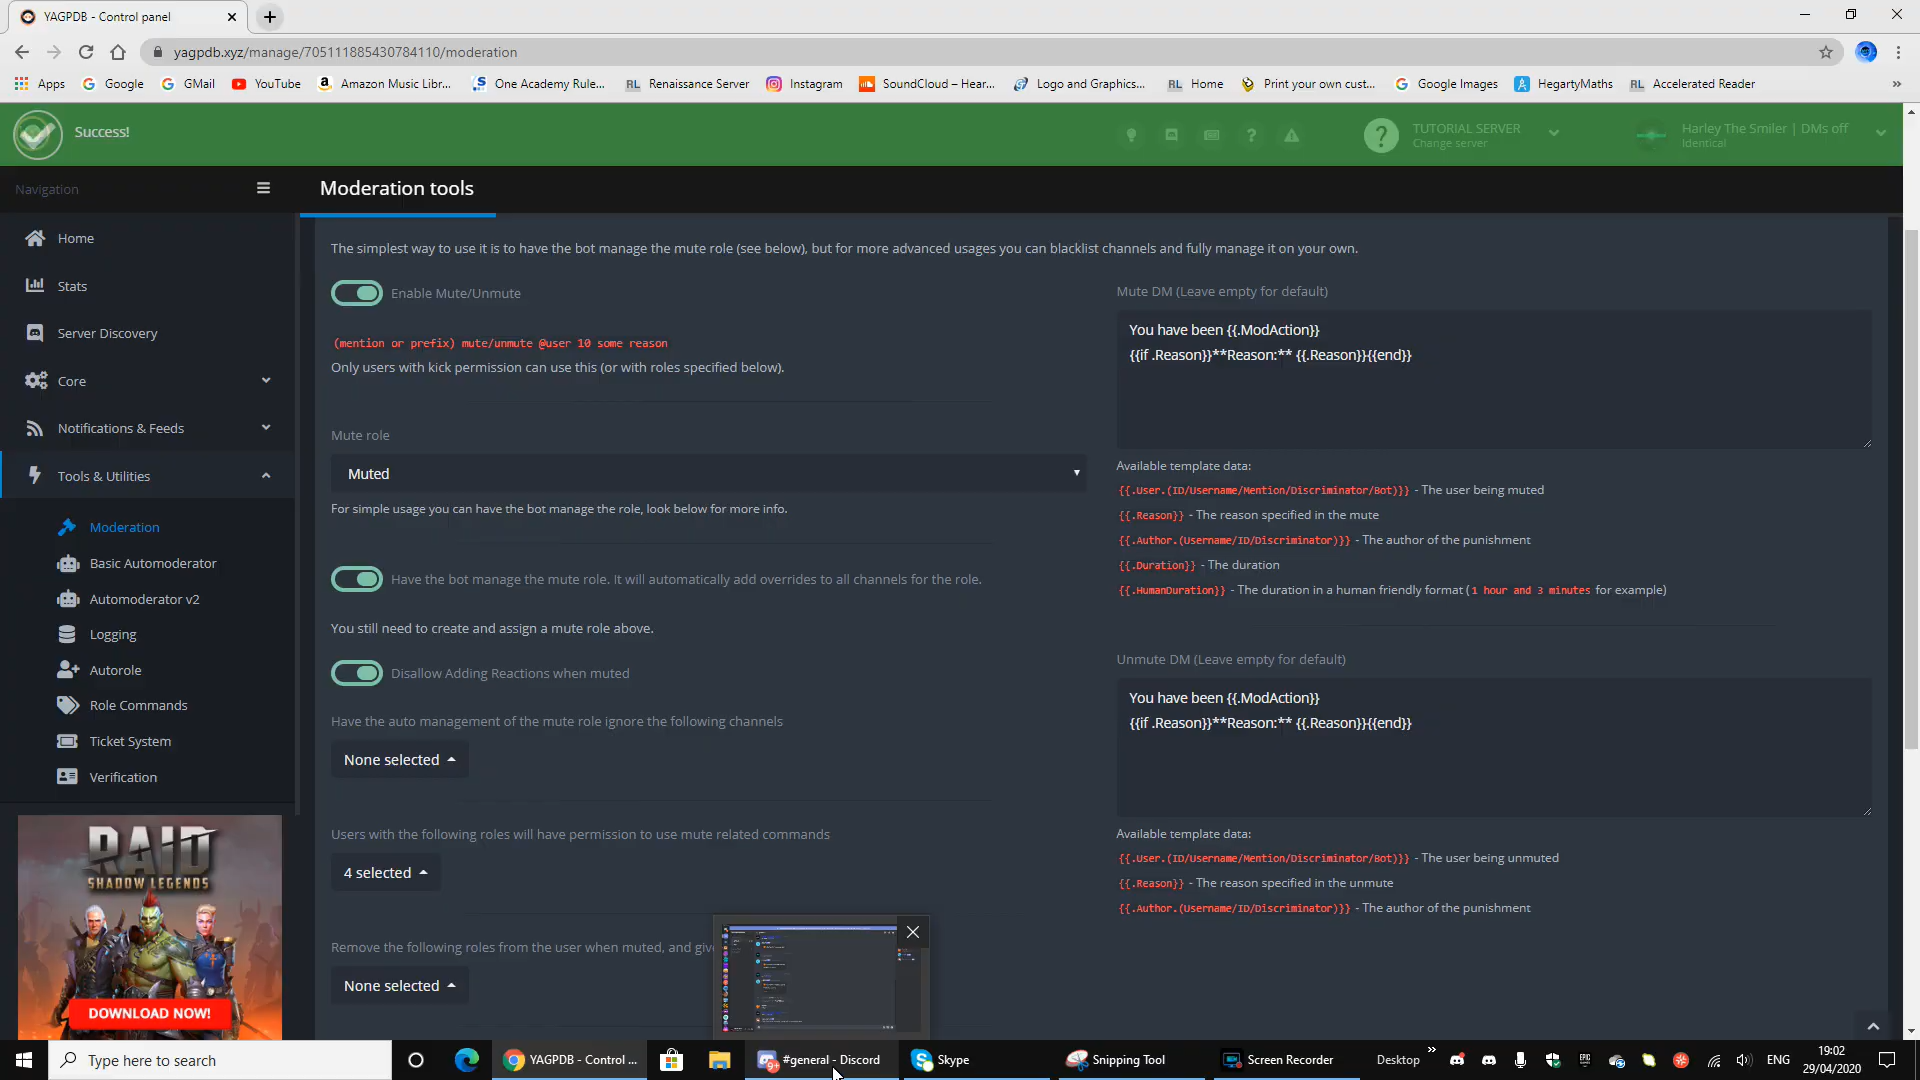 YAGPDB - Control panel
yagpdb.xyz/manage/705111885430784110/moderation
Apps Google GMail YouTube Amazon Music Libr... One Academy Rule... RL Renaissance Server Instagram SoundCloud – Hear... Logo and Graphics... RL Home Print your own cust... Google Images HegartyMaths RL Accelerated Reader »
Success!
TUTORIAL SERVER
Change server
Harley The Smiler | DMs off
Identical
Navigation
Moderation tools
Home
Stats
Server Discovery
Core
Notifications & Feeds
Tools & Utilities
Moderation
Basic Automoderator
Automoderator v2
Logging
Autorole
Role Commands
Ticket System
Verification
RAID
SHADOW LEGENDS
DOWNLOAD NOW!
The simplest way to use it is to have the bot manage the mute role (see below), but for more advanced usages you can blacklist channels and fully manage it on your own.
Enable Mute/Unmute
(mention or prefix) mute/unmute @user 10 some reason
Only users with kick permission can use this (or with roles specified below).
Mute role
Muted
For simple usage you can have the bot manage the role, look below for more info.
Have the bot manage the mute role. It will automatically add overrides to all channels for the role.
You still need to create and assign a mute role above.
Disallow Adding Reactions when muted
Have the auto management of the mute role ignore the following channels
None selected
Users with the following roles will have permission to use mute related commands
4 selected
Remove the following roles from the user when muted, and giv
None selected
Mute DM (Leave empty for default)
You have been {{.ModAction}}
{{if .Reason}}**Reason:** {{.Reason}}{{end}}
Available template data:
{{.User.(ID/Username/Mention/Discriminator/Bot)}} - The user being muted
{{.Reason}} - The reason specified in the mute
{{.Author.(Username/ID/Discriminator)}} - The author of the punishment
{{.Duration}} - The duration
{{.HumanDuration}} - The duration in a human friendly format (1 hour and 3 minutes for example)
Unmute DM (Leave empty for default)
You have been {{.ModAction}}
{{if .Reason}}**Reason:** {{.Reason}}{{end}}
Available template data:
{{.User.(ID/Username/Mention/Discriminator/Bot)}} - The user being unmuted
{{.Reason}} - The reason specified in the unmute
{{.Author.(Username/ID/Discriminator)}} - The author of the punishment
Type here to search
YAGPDB - Control ...
#general - Discord
Skype
Snipping Tool
Screen Recorder
Desktop »
ENG
19:02
29/04/2020